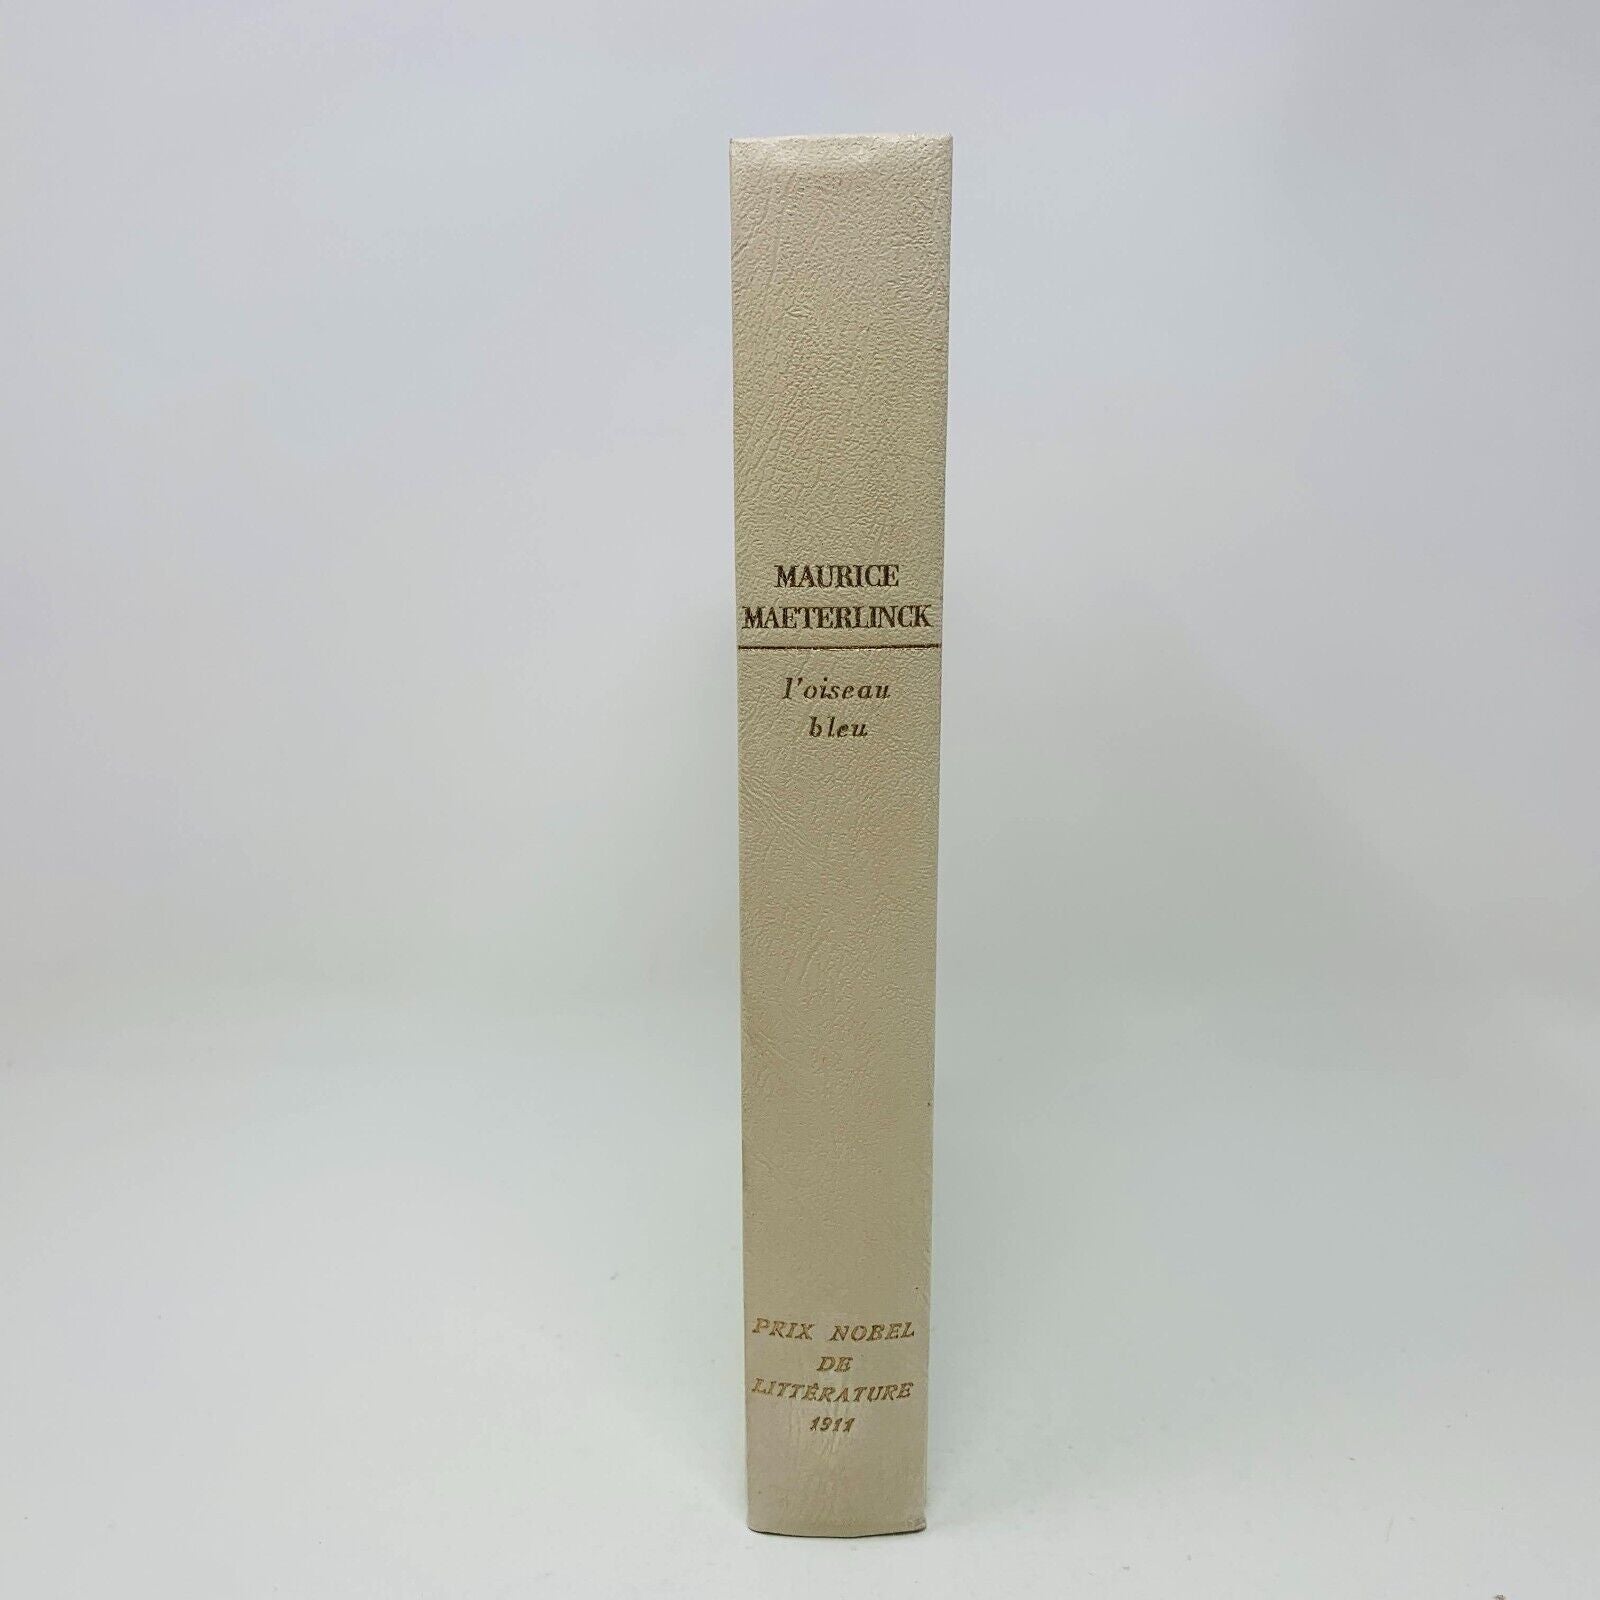 MAURICE
MAETERLINCK
l'oiseau
bleu
PRIX NOBEL
DE
LITTÉRATURE
1911